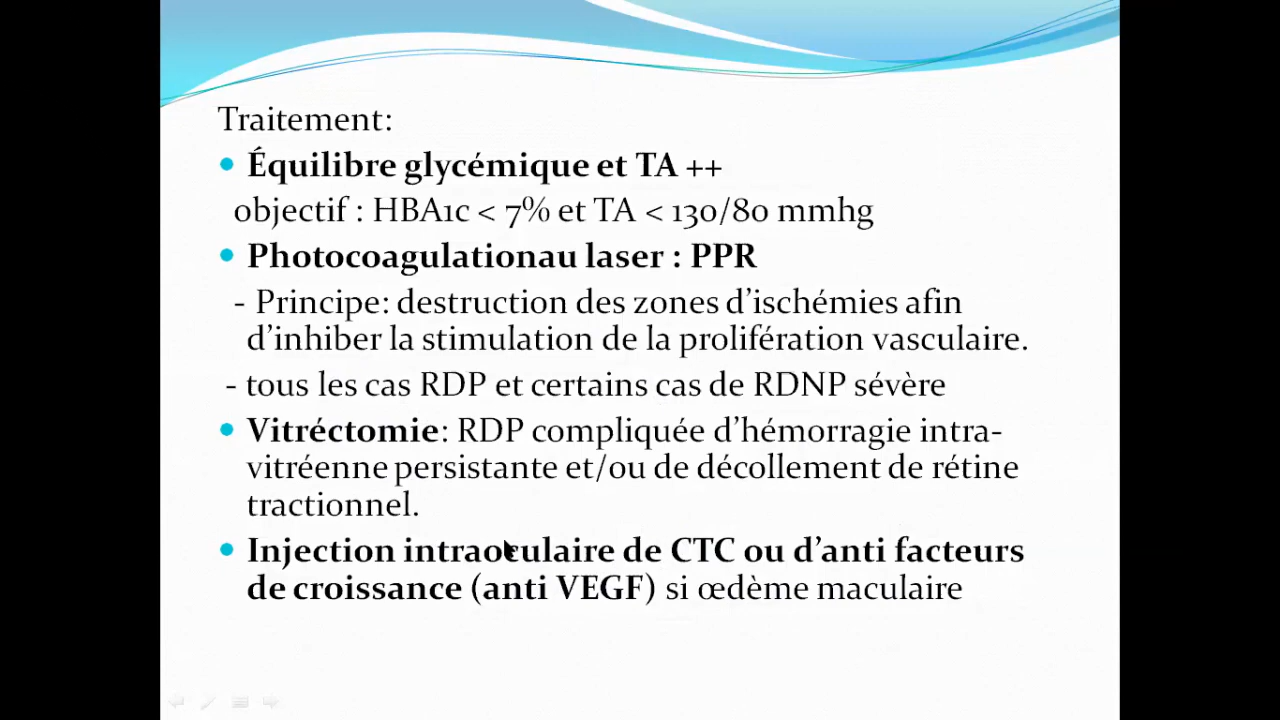 Traitement:
• Équilibre glycémique et TA ++
objectif : HBA1c < 7% et TA < 130/80 mmhg
• Photocoagulationau laser : PPR
- Principe: destruction des zones d’ischémies afin
d’inhiber la stimulation de la prolifération vasculaire.
- tous les cas RDP et certains cas de RDNP sévère
• Vitréctomie: RDP compliquée d’hémorragie intra-
vitréenne persistante et/ou de décollement de rétine
tractionnel.
• Injection intraoculaire de CTC ou d’anti facteurs
de croissance (anti VEGF) si œdème maculaire